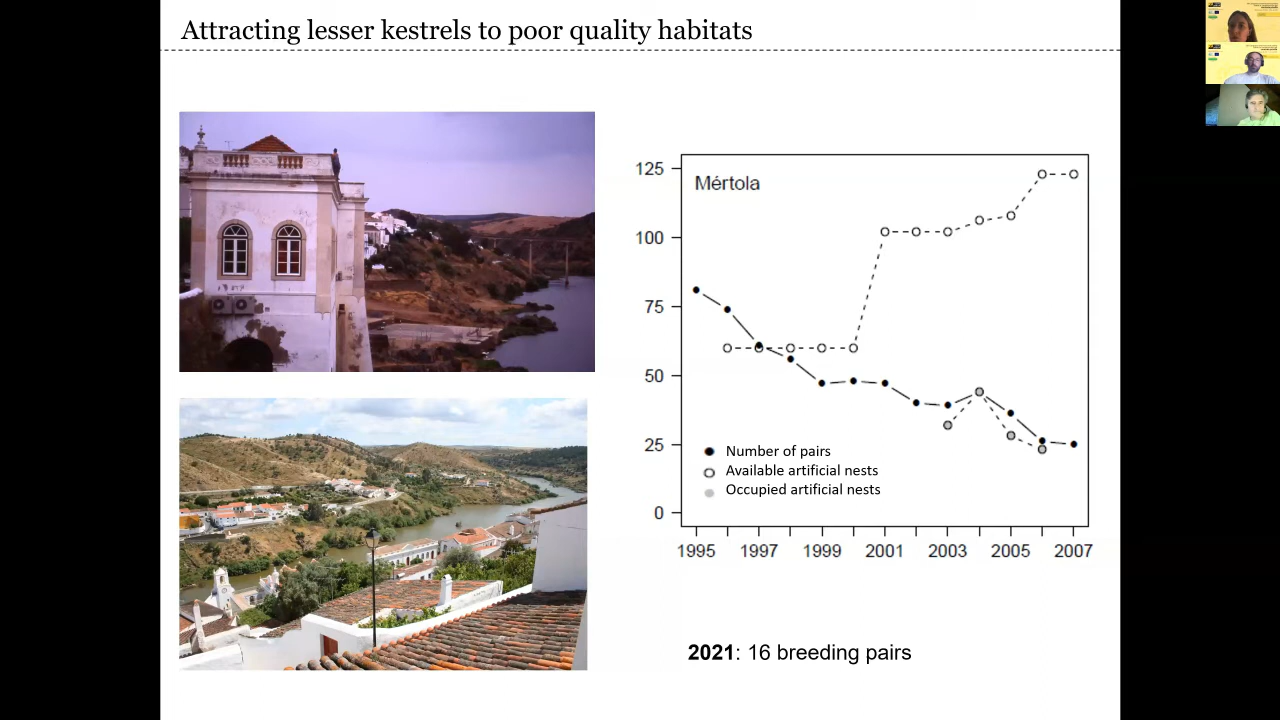 Attracting lesser kestrels to poor quality habitats
Mértola
125
100
75
50
25
0
Number of pairs
Available artificial nests
Occupied artificial nests
1995 1997 1999 2001 2003 2005 2007
2021: 16 breeding pairs